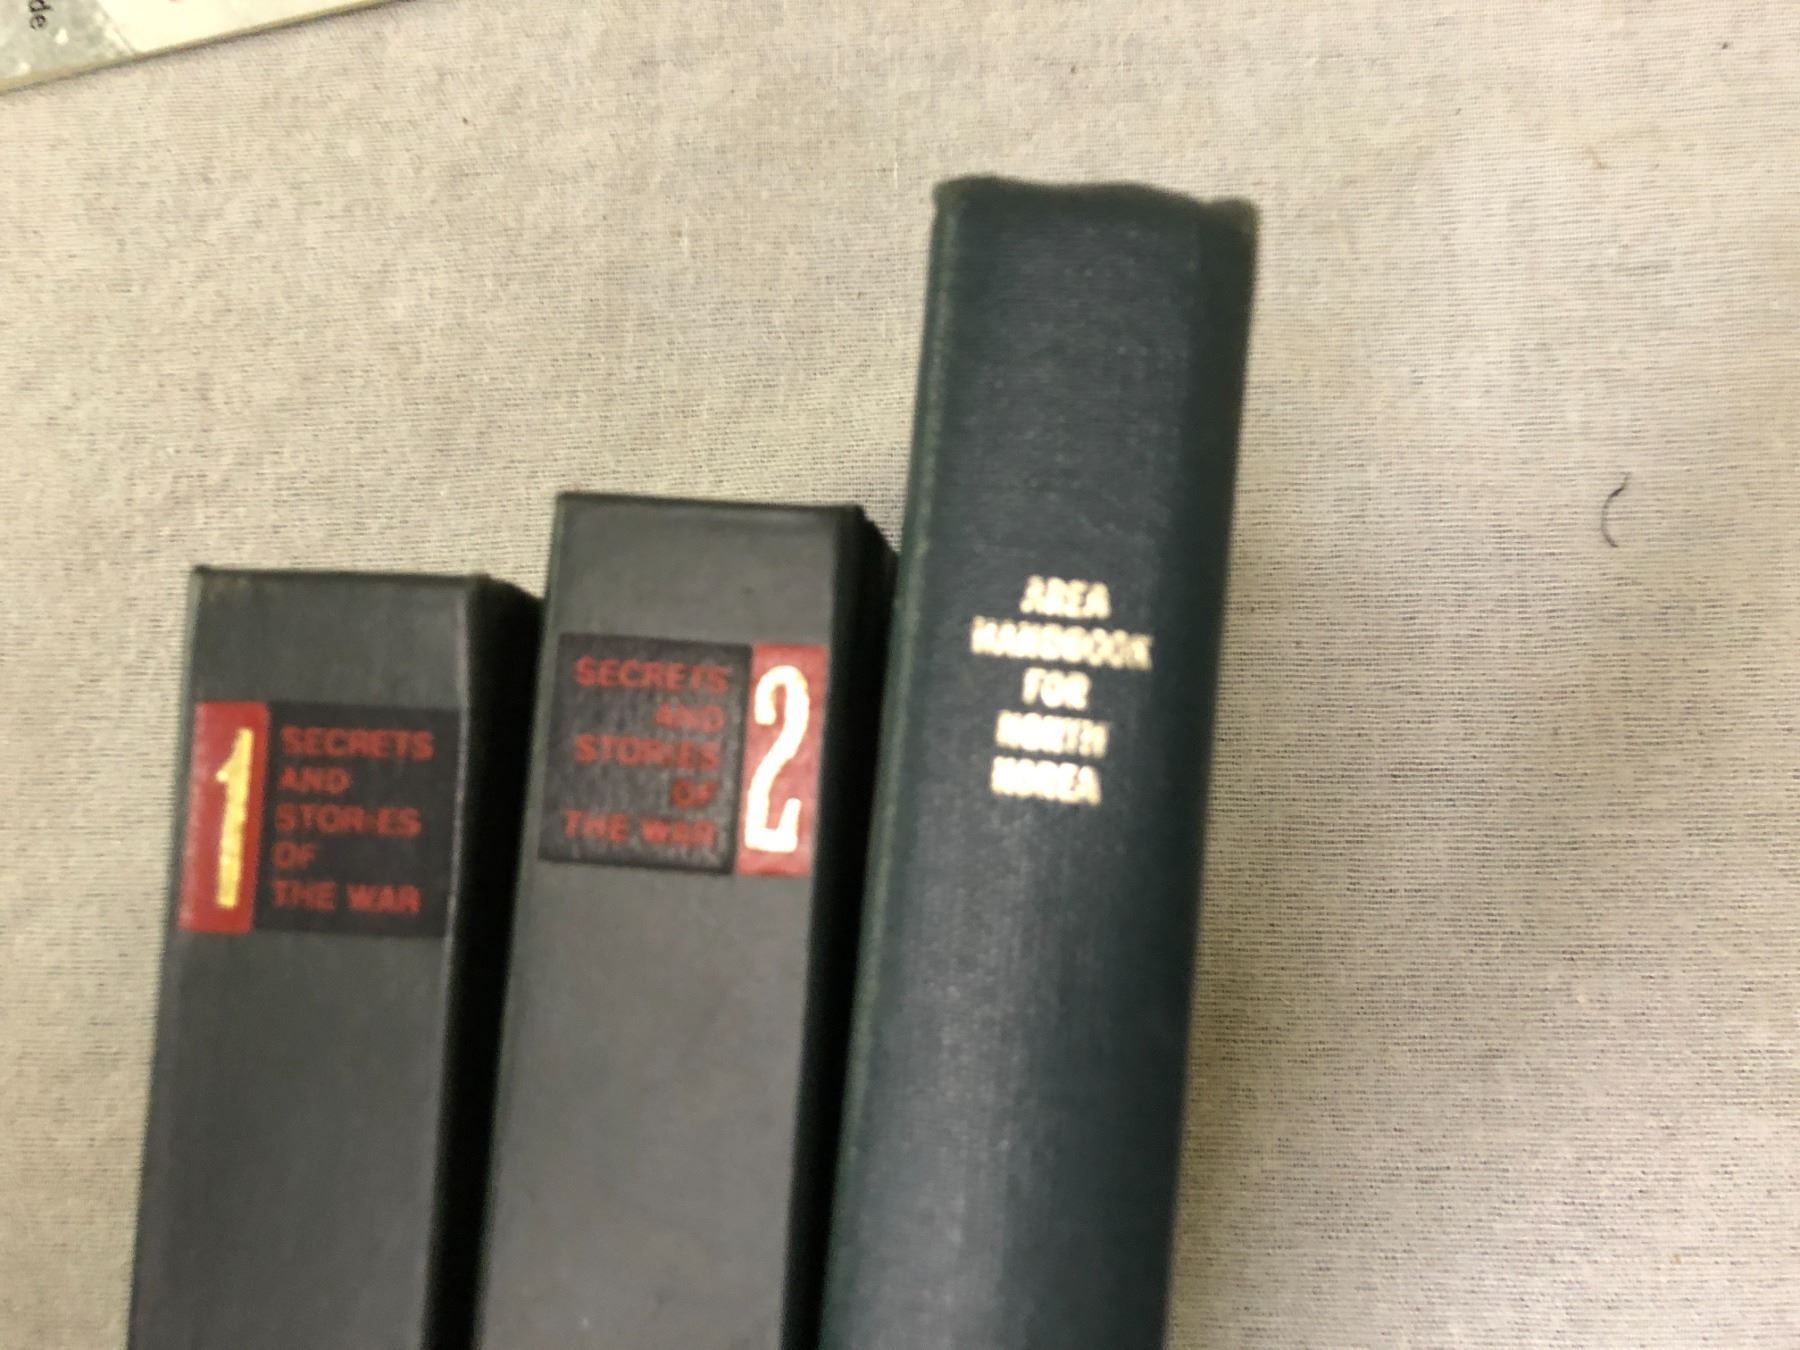 de
1
SECRETS
AND
STORIES
OF
THE WAR
SECRETS
AND
STORIES
OF
THE WAR
2
AREA
HANDBOOK
FOR
NORTH
KOREA